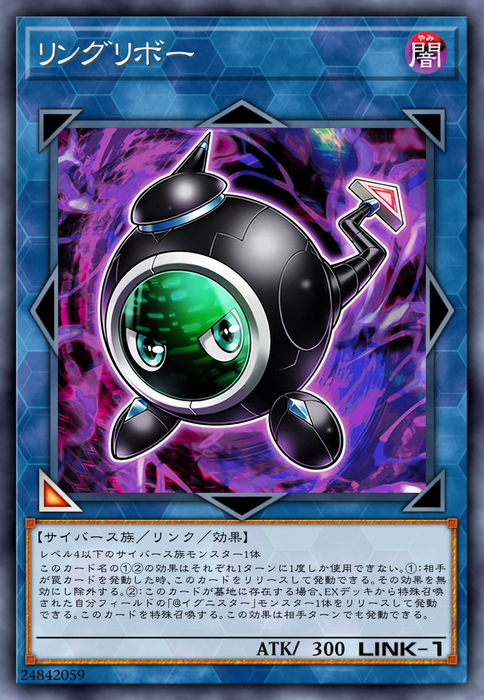 リングリボー
やみ
闇
【サイバース族／リンク／効果】
レベル4以下のサイバース族モンスター1体
このカード名の①②の効果はそれぞれ1ターンに1度しか使用できない。①：相手
が罠カードを発動した時、このカードをリリースして発動できる。その効果を無
効にし除外する。②：このカードが墓地に存在する場合、EXデッキから特殊召喚
された自分フィールドの「@イグニスター」モンスター1体をリリースして発動
できる。このカードを特殊召喚する。この効果は相手ターンでも発動できる。
ATK/ 300 LINK-1
24842059